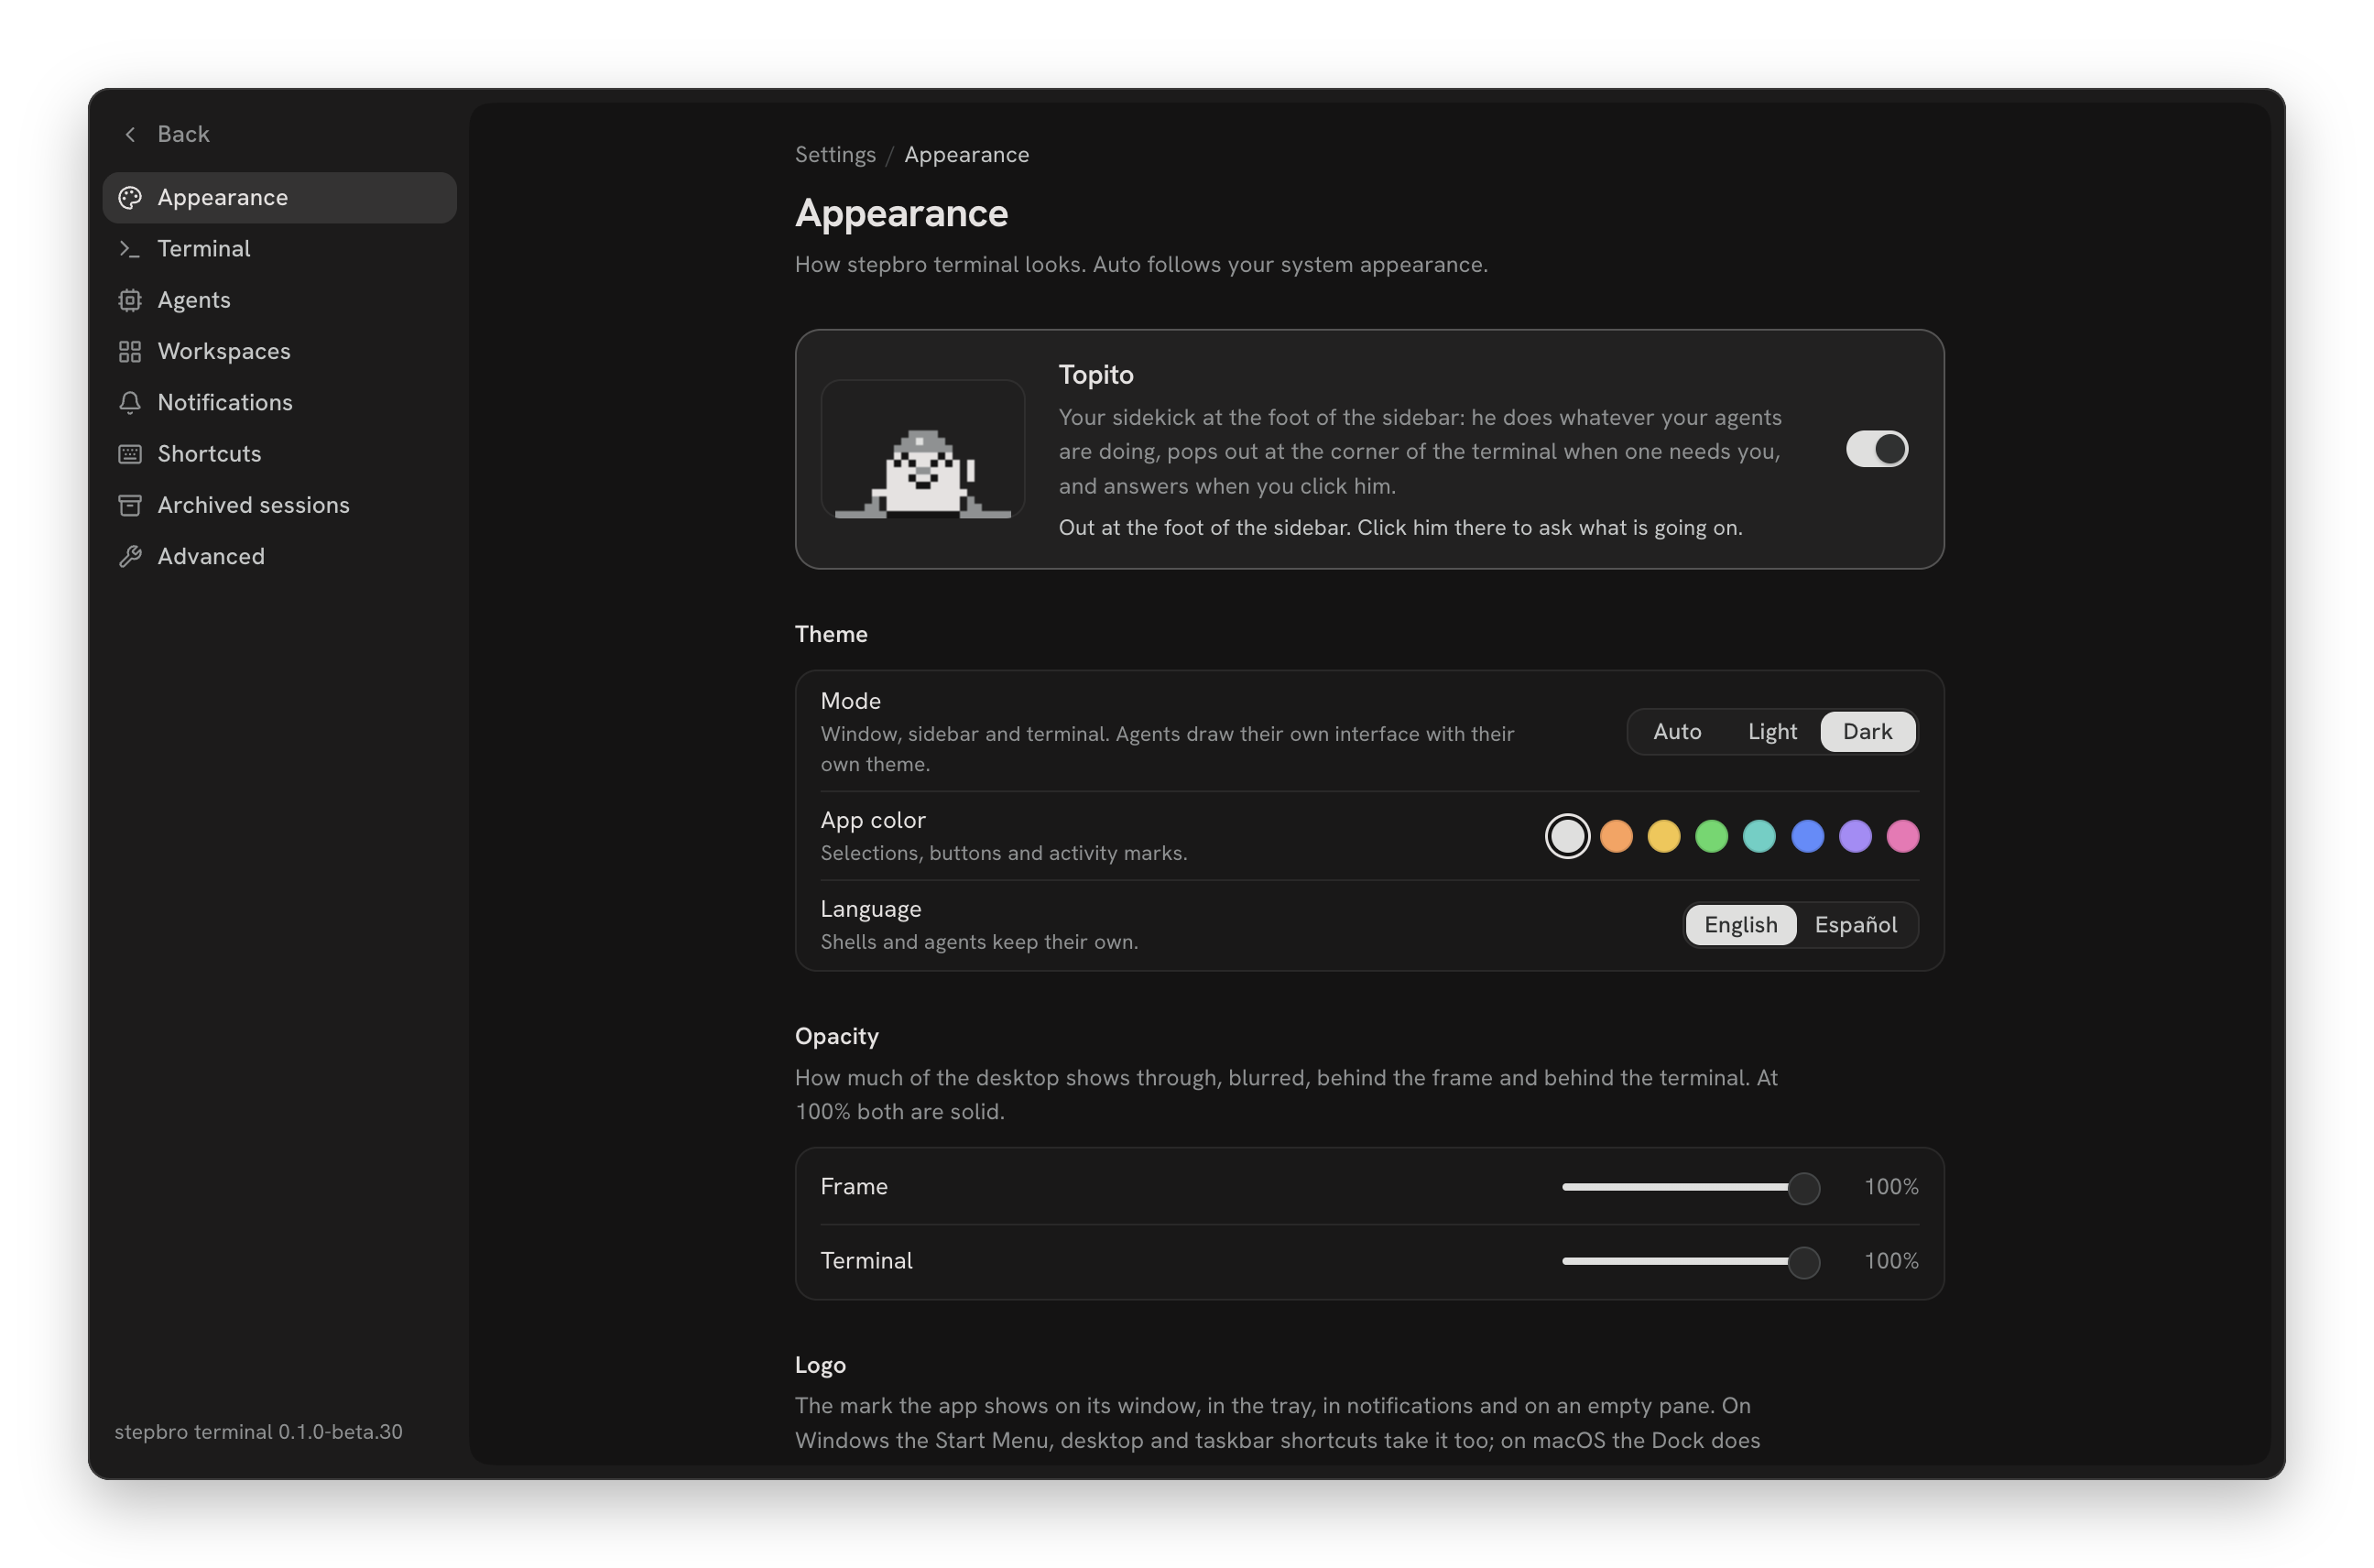 Back
Appearance
Terminal
Agents
Workspaces
Notifications
Shortcuts
Archived sessions
Advanced
stepbro terminal 0.1.0-beta.30
Settings / Appearance
Appearance
How stepbro terminal looks. Auto follows your system appearance.
Topito
Your sidekick at the foot of the sidebar: he does whatever your agents
are doing, pops out at the corner of the terminal when one needs you,
and answers when you click him.
Out at the foot of the sidebar. Click him there to ask what is going on.
Theme
Mode
Window, sidebar and terminal. Agents draw their own interface with their
own theme.
Auto Light Dark
App color
Selections, buttons and activity marks.
Language
Shells and agents keep their own.
English Español
Opacity
How much of the desktop shows through, blurred, behind the frame and behind the terminal. At
100% both are solid.
Frame 100%
Terminal 100%
Logo
The mark the app shows on its window, in the tray, in notifications and on an empty pane. On
Windows the Start Menu, desktop and taskbar shortcuts take it too; on macOS the Dock does